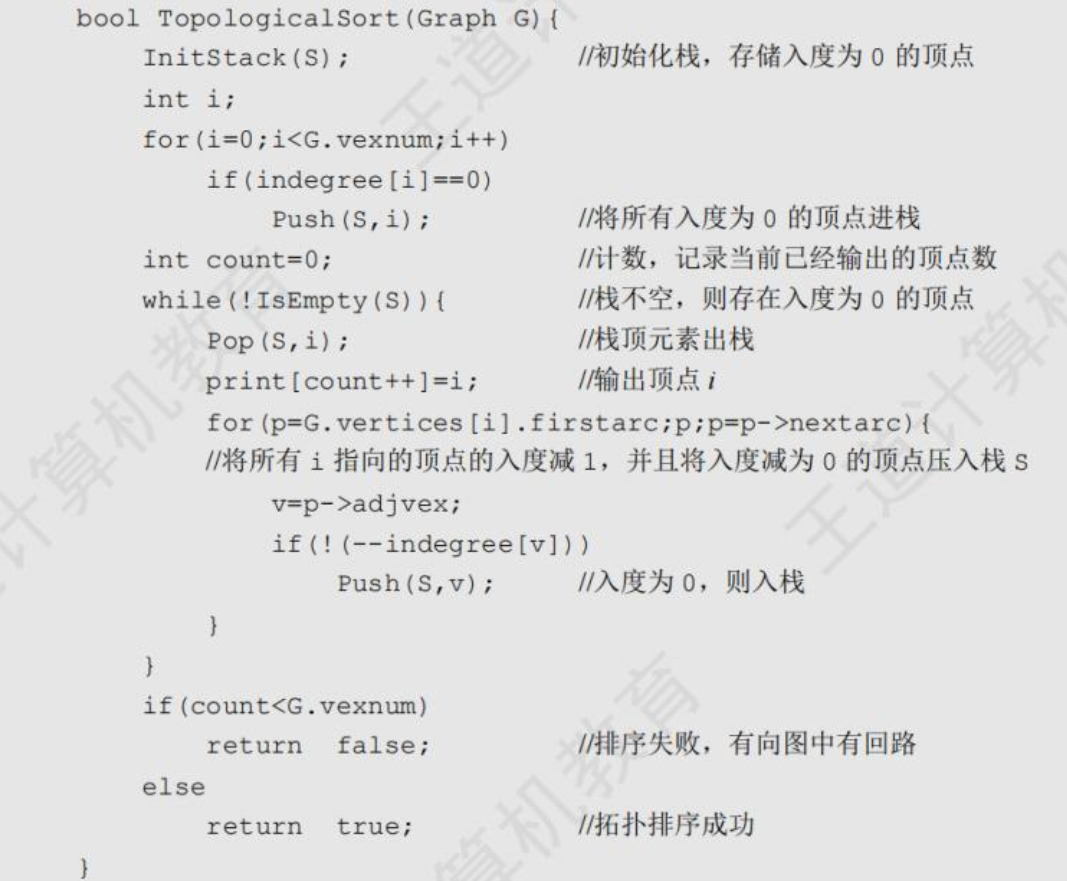 bool TopologicalSort(Graph G){
InitStack(S); //初始化栈，存储入度为 0 的顶点
int i;
for(i=0;i<G.vexnum;i++)
if(indegree[i]==0)
Push(S,i); //将所有入度为 0 的顶点进栈
int count=0; //计数，记录当前已经输出的顶点数
while(!IsEmpty(S)){ //栈不空，则存在入度为 0 的顶点
Pop(S,i); //栈顶元素出栈
print[count++]=i; //输出顶点 i
for(p=G.vertices[i].firstarc;p;p=p->nextarc){
//将所有 i 指向的顶点的入度减 1，并且将入度减为 0 的顶点压入栈 S
v=p->adjvex;
if(!(--indegree[v]))
Push(S,v); //入度为 0，则入栈
}
}
if(count<G.vexnum)
return false; //排序失败，有向图中有回路
else
return true; //拓扑排序成功
}